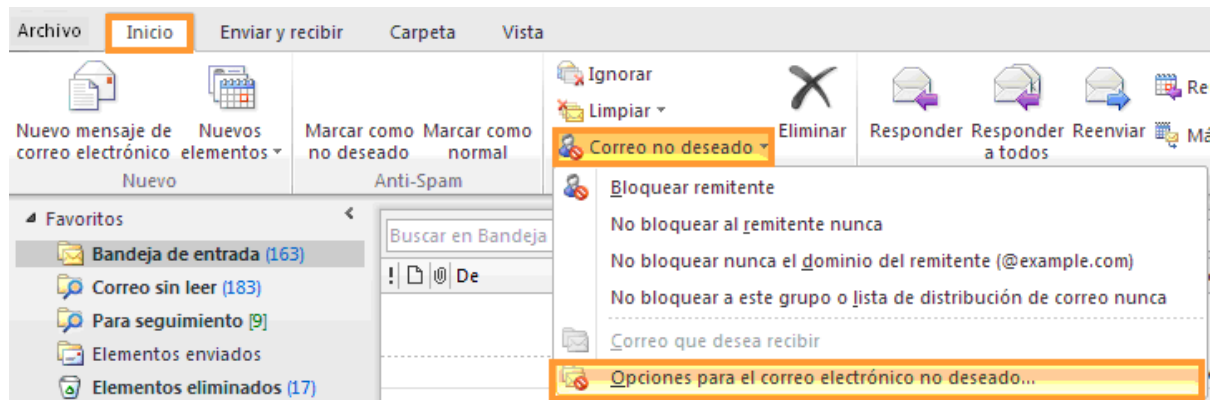 Archivo Inicio Enviar y recibir Carpeta Vista
Nuevo mensaje de correo electrónico
Nuevos elementos
Nuevo
Marcar como no deseado
Marcar como normal
Anti-Spam
Ignorar
Limpiar
Correo no deseado
Eliminar
Responder
Responder a todos
Reenviar
Re
Má
Bloquear remitente
No bloquear al remitente nunca
No bloquear nunca el dominio del remitente (@example.com)
No bloquear a este grupo o lista de distribución de correo nunca
Correo que desea recibir
Opciones para el correo electrónico no deseado...
Favoritos
Bandeja de entrada (163)
Correo sin leer (183)
Para seguimiento [9]
Elementos enviados
Elementos eliminados (17)
Buscar en Bandeja
! De